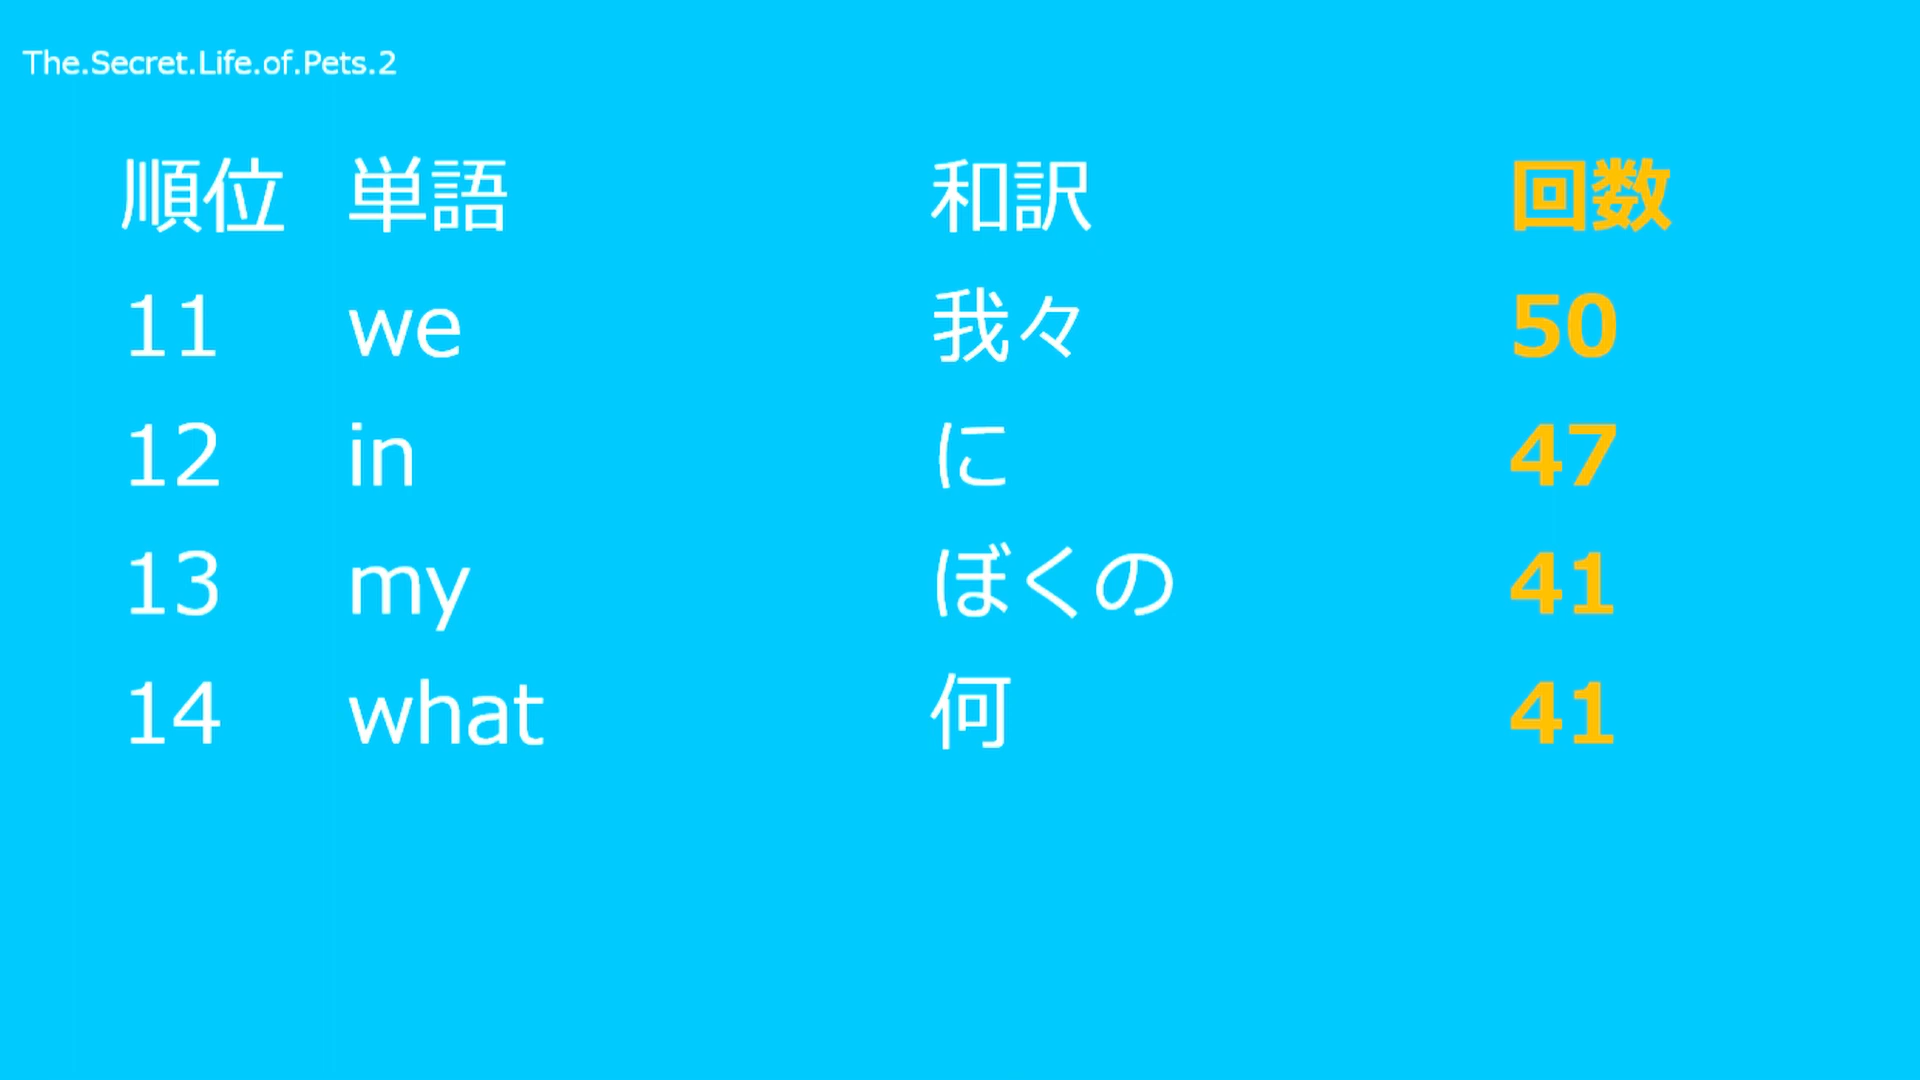 The.Secret.Life.of.Pets.2
順位 単語 和訳 回数
11 we 我々 50
12 in に 47
13 my ぼくの 41
14 what 何 41